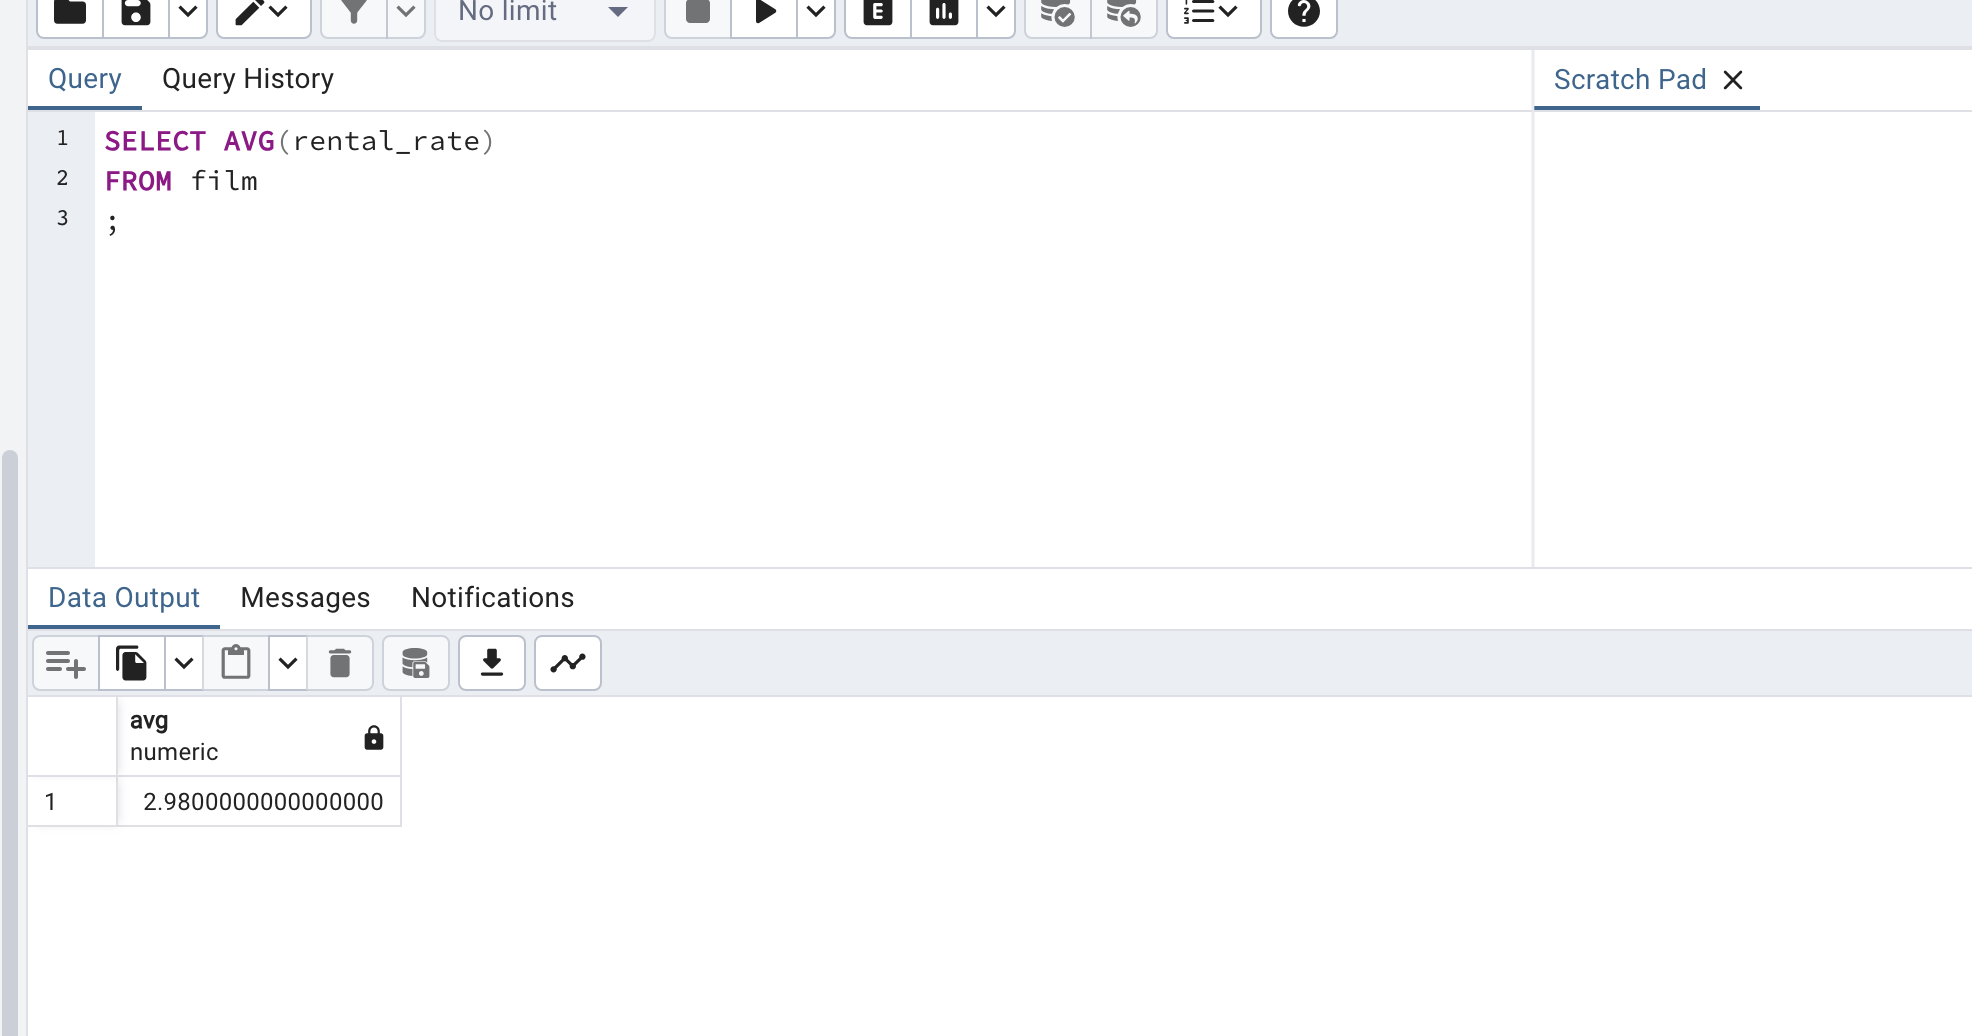 No limit
E
Query Query History
Scratch Pad
1 SELECT AVG(rental_rate)
2 FROM film
3 ;
Data Output Messages Notifications
avg
numeric
1 2.9800000000000000